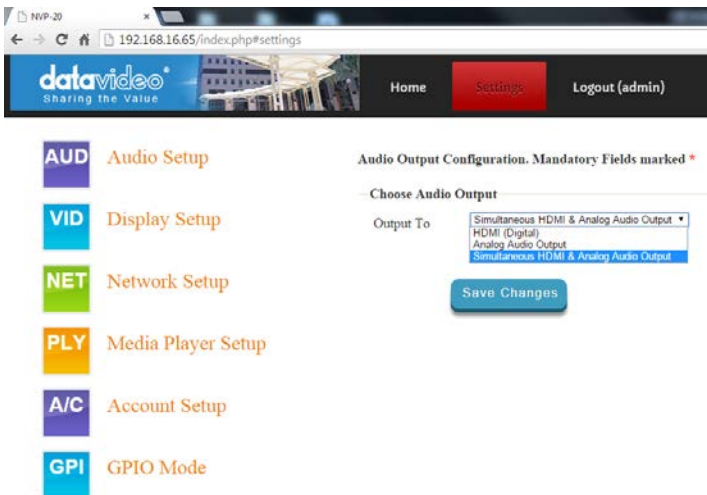 NVP-20
192.168.16.65/index.php#settings
datavideo
Sharing the Value
Home
Settings
Logout (admin)
AUD
Audio Setup
VID
Display Setup
NET
Network Setup
PLY
Media Player Setup
A/C
Account Setup
GPI
GPIO Mode
Audio Output Configuration. Mandatory Fields marked *
Choose Audio Output
Output To
Simultaneous HDMI & Analog Audio Output
HDMI (Digital)
Analog Audio Output
Simultaneous HDMI & Analog Audio Output
Save Changes